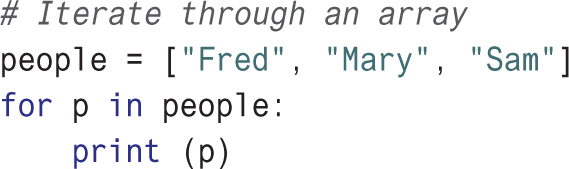 # Iterate through an array
people = ["Fred", "Mary", "Sam"]
for p in people:
    print (p)